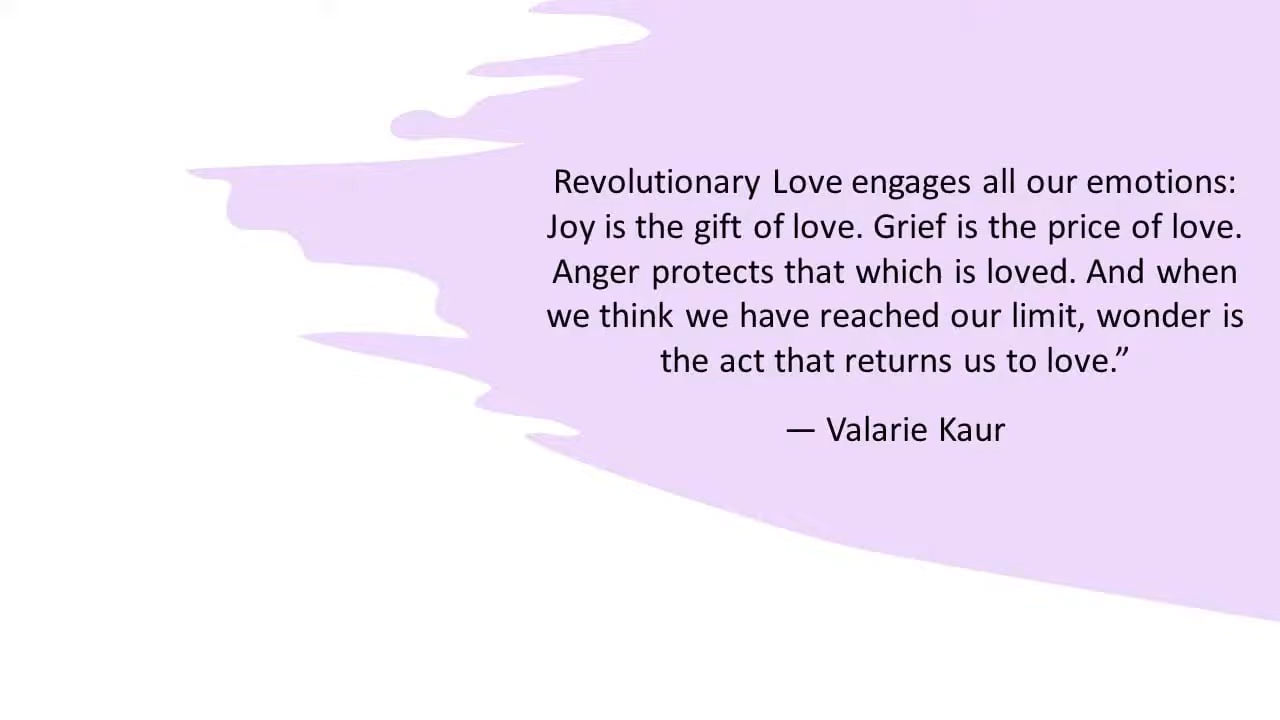 Revolutionary Love engages all our emotions:
Joy is the gift of love. Grief is the price of love.
Anger protects that which is loved. And when
we think we have reached our limit, wonder is
the act that returns us to love.”
— Valarie Kaur